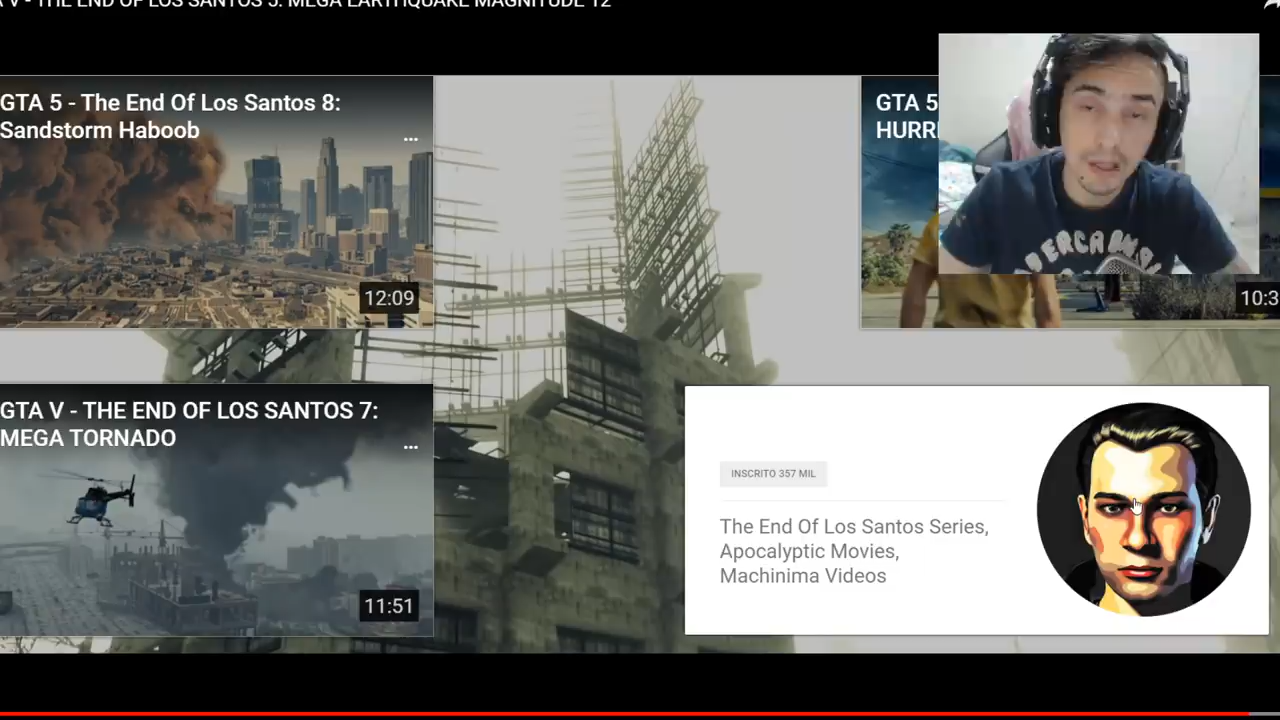 V - THE END OF LOS SANTOS 5: MEGA EARTHQUAKE MAGNITUDE 12
GTA 5 - The End Of Los Santos 8:
Sandstorm Haboob
...
12:09
GTA 5
HURR
10:3
GTA V - THE END OF LOS SANTOS 7:
MEGA TORNADO
...
11:51
INSCRITO 357 MIL
The End Of Los Santos Series,
Apocalyptic Movies,
Machinima Videos